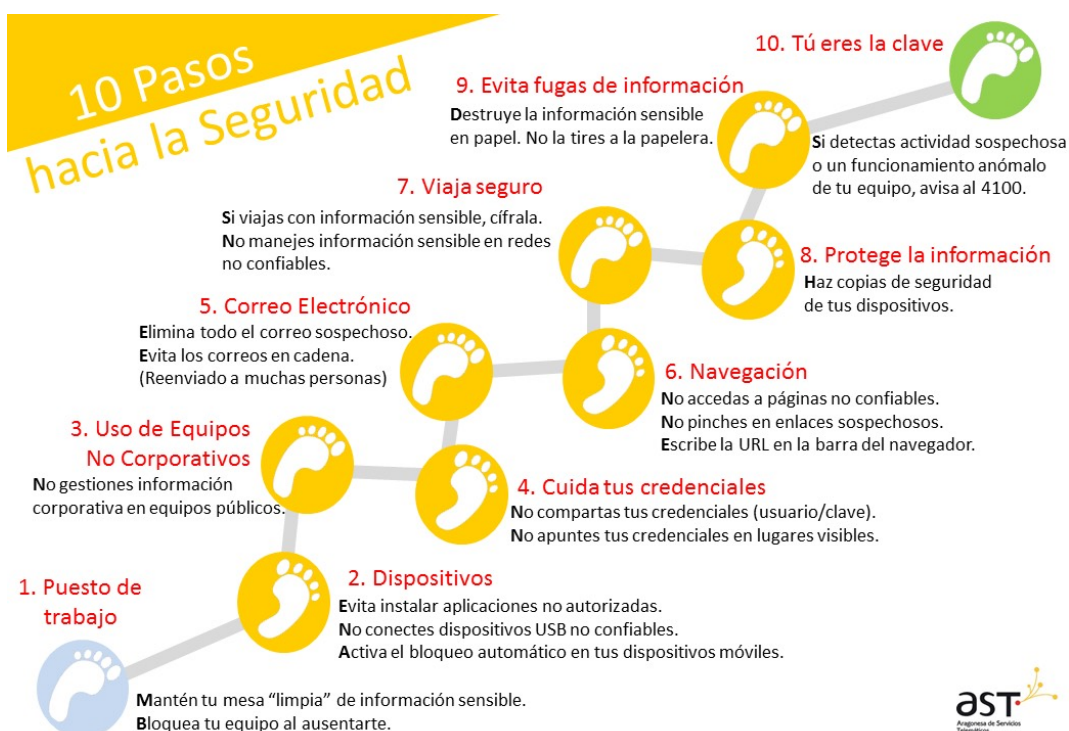 10 Pasos
hacia la Seguridad
10. Tú eres la clave
Si detectas actividad sospechosa
o un funcionamiento anómalo
de tu equipo, avisa al 4100.
9. Evita fugas de información
Destruye la información sensible
en papel. No la tires a la papelera.
7. Viaja seguro
Si viajas con información sensible, cífrala.
No manejes información sensible en redes
no confiables.
8. Protege la información
Haz copias de seguridad
de tus dispositivos.
5. Correo Electrónico
Elimina todo el correo sospechoso.
Evita los correos en cadena.
(Reenviado a muchas personas)
6. Navegación
No accedas a páginas no confiables.
No pinches en enlaces sospechosos.
Escribe la URL en la barra del navegador.
3. Uso de Equipos
No Corporativos
No gestiones información
corporativa en equipos públicos.
4. Cuida tus credenciales
No compartas tus credenciales (usuario/clave).
No apuntes tus credenciales en lugares visibles.
1. Puesto de
trabajo
2. Dispositivos
Evita instalar aplicaciones no autorizadas.
No conectes dispositivos USB no confiables.
Activa el bloqueo automático en tus dispositivos móviles.
Mantén tu mesa “limpia” de información sensible.
Bloquea tu equipo al ausentarte.
aST
Aragonesa de Servicios
Telemáticos